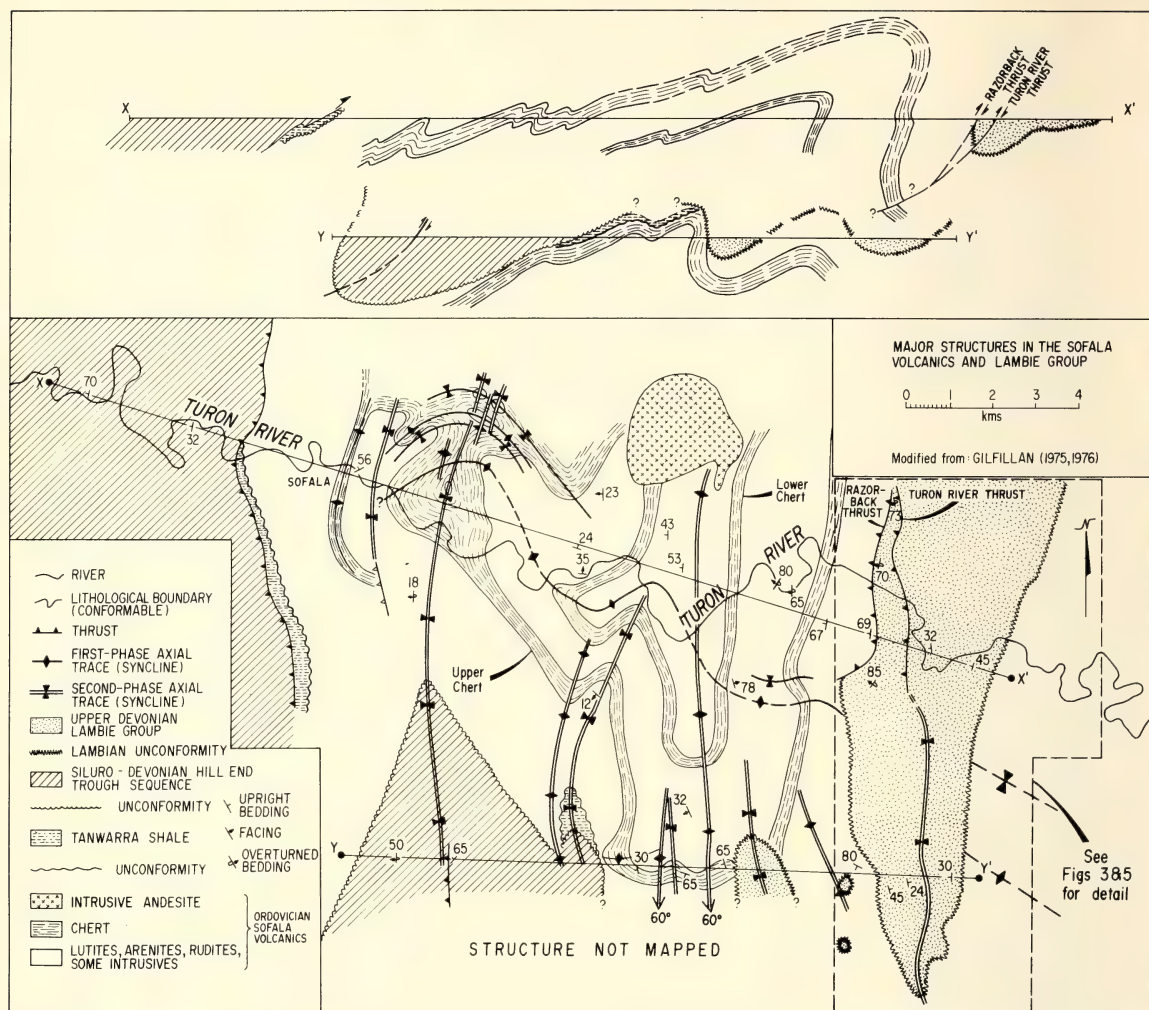 X
X'
RAZORBACK
THRUST
TURON RIVER
THRUST
?
?
Y
Y'
?
?
MAJOR STRUCTURES IN THE SOFALA
VOLCANICS AND LAMBIE GROUP
0 1 2 3 4
kms
Modified from: GILFILLAN (1975,1976)
X
70
TURON RIVER
32
56
SOFALA
?
23
Lower
Chert
43
24
35
53
RIVER
80
65
TURON
67
RAZOR-
BACK
THRUST
TURON RIVER THRUST
N
70
69
32
45
X'
85
18
Upper
Chert
12
78
32
Y
50
65
30
65
65
80
30
Y'
45
24
60°
60°
?
?
?
?
See
Figs 3&5
for detail
STRUCTURE NOT MAPPED
RIVER
LITHOLOGICAL BOUNDARY
(CONFORMABLE)
THRUST
FIRST-PHASE AXIAL
TRACE (SYNCLINE)
SECOND-PHASE AXIAL
TRACE (SYNCLINE)
UPPER DEVONIAN
LAMBIE GROUP
LAMBIAN UNCONFORMITY
SILURO-DEVONIAN HILL END
TROUGH SEQUENCE
UNCONFORMITY
UPRIGHT
BEDDING
TANWARRA SHALE
FACING
UNCONFORMITY
OVERTURNED
BEDDING
INTRUSIVE ANDESITE
CHERT
LUTITES, ARENITES, RUDITES,
SOME INTRUSIVES
ORDOVICIAN
SOFALA
VOLCANICS